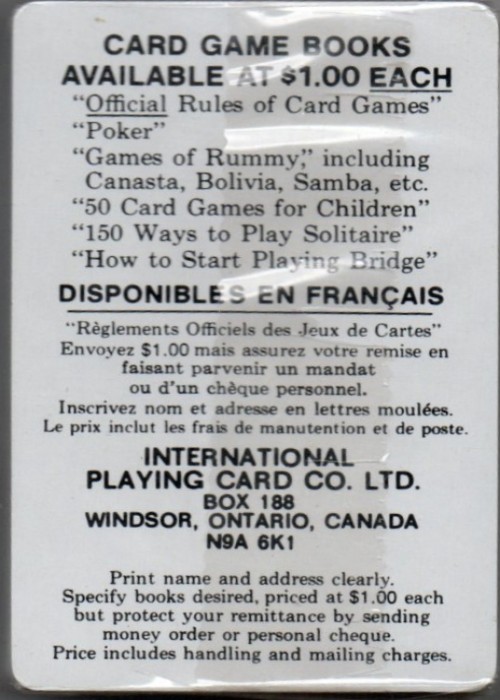 CARD GAME BOOKS
AVAILABLE AT $1.00 EACH
"Official Rules of Card Games"
"Poker"
"Games of Rummy," including
Canasta, Bolivia, Samba, etc.
"50 Card Games for Children"
"150 Ways to Play Solitaire"
"How to Start Playing Bridge"
DISPONIBLES EN FRANÇAIS
"Règlements Officiels des Jeux de Cartes"
Envoyez $1.00 mais assurez votre remise en
faisant parvenir un mandat
ou d'un chèque personnel.
Inscrivez nom et adresse en lettres moulées.
Le prix inclut les frais de manutention et de poste.
INTERNATIONAL
PLAYING CARD CO. LTD.
BOX 188
WINDSOR, ONTARIO, CANADA
N9A 6K1
Print name and address clearly.
Specify books desired, priced at $1.00 each
but protect your remittance by sending
money order or personal cheque.
Price includes handling and mailing charges.